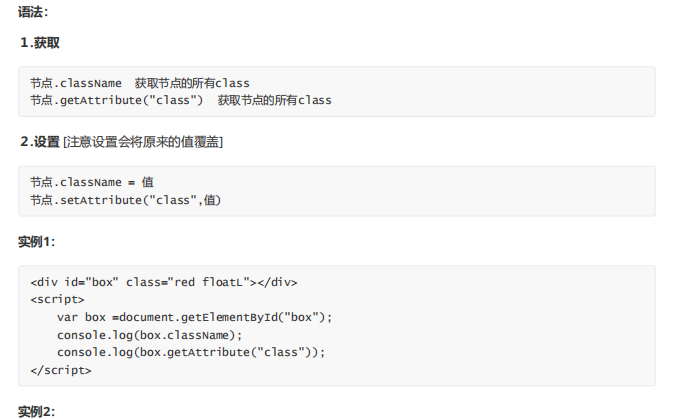 语法：
1.获取
节点.className  获取节点的所有class
节点.getAttribute("class")  获取节点的所有class
2.设置 [注意设置会将原来的值覆盖]
节点.className = 值
节点.setAttribute("class",值)
实例1：
<div id="box" class="red floatL"></div>
<script>
    var box =document.getElementById("box");
    console.log(box.className);
    console.log(box.getAttribute("class"));
</script>
实例2：